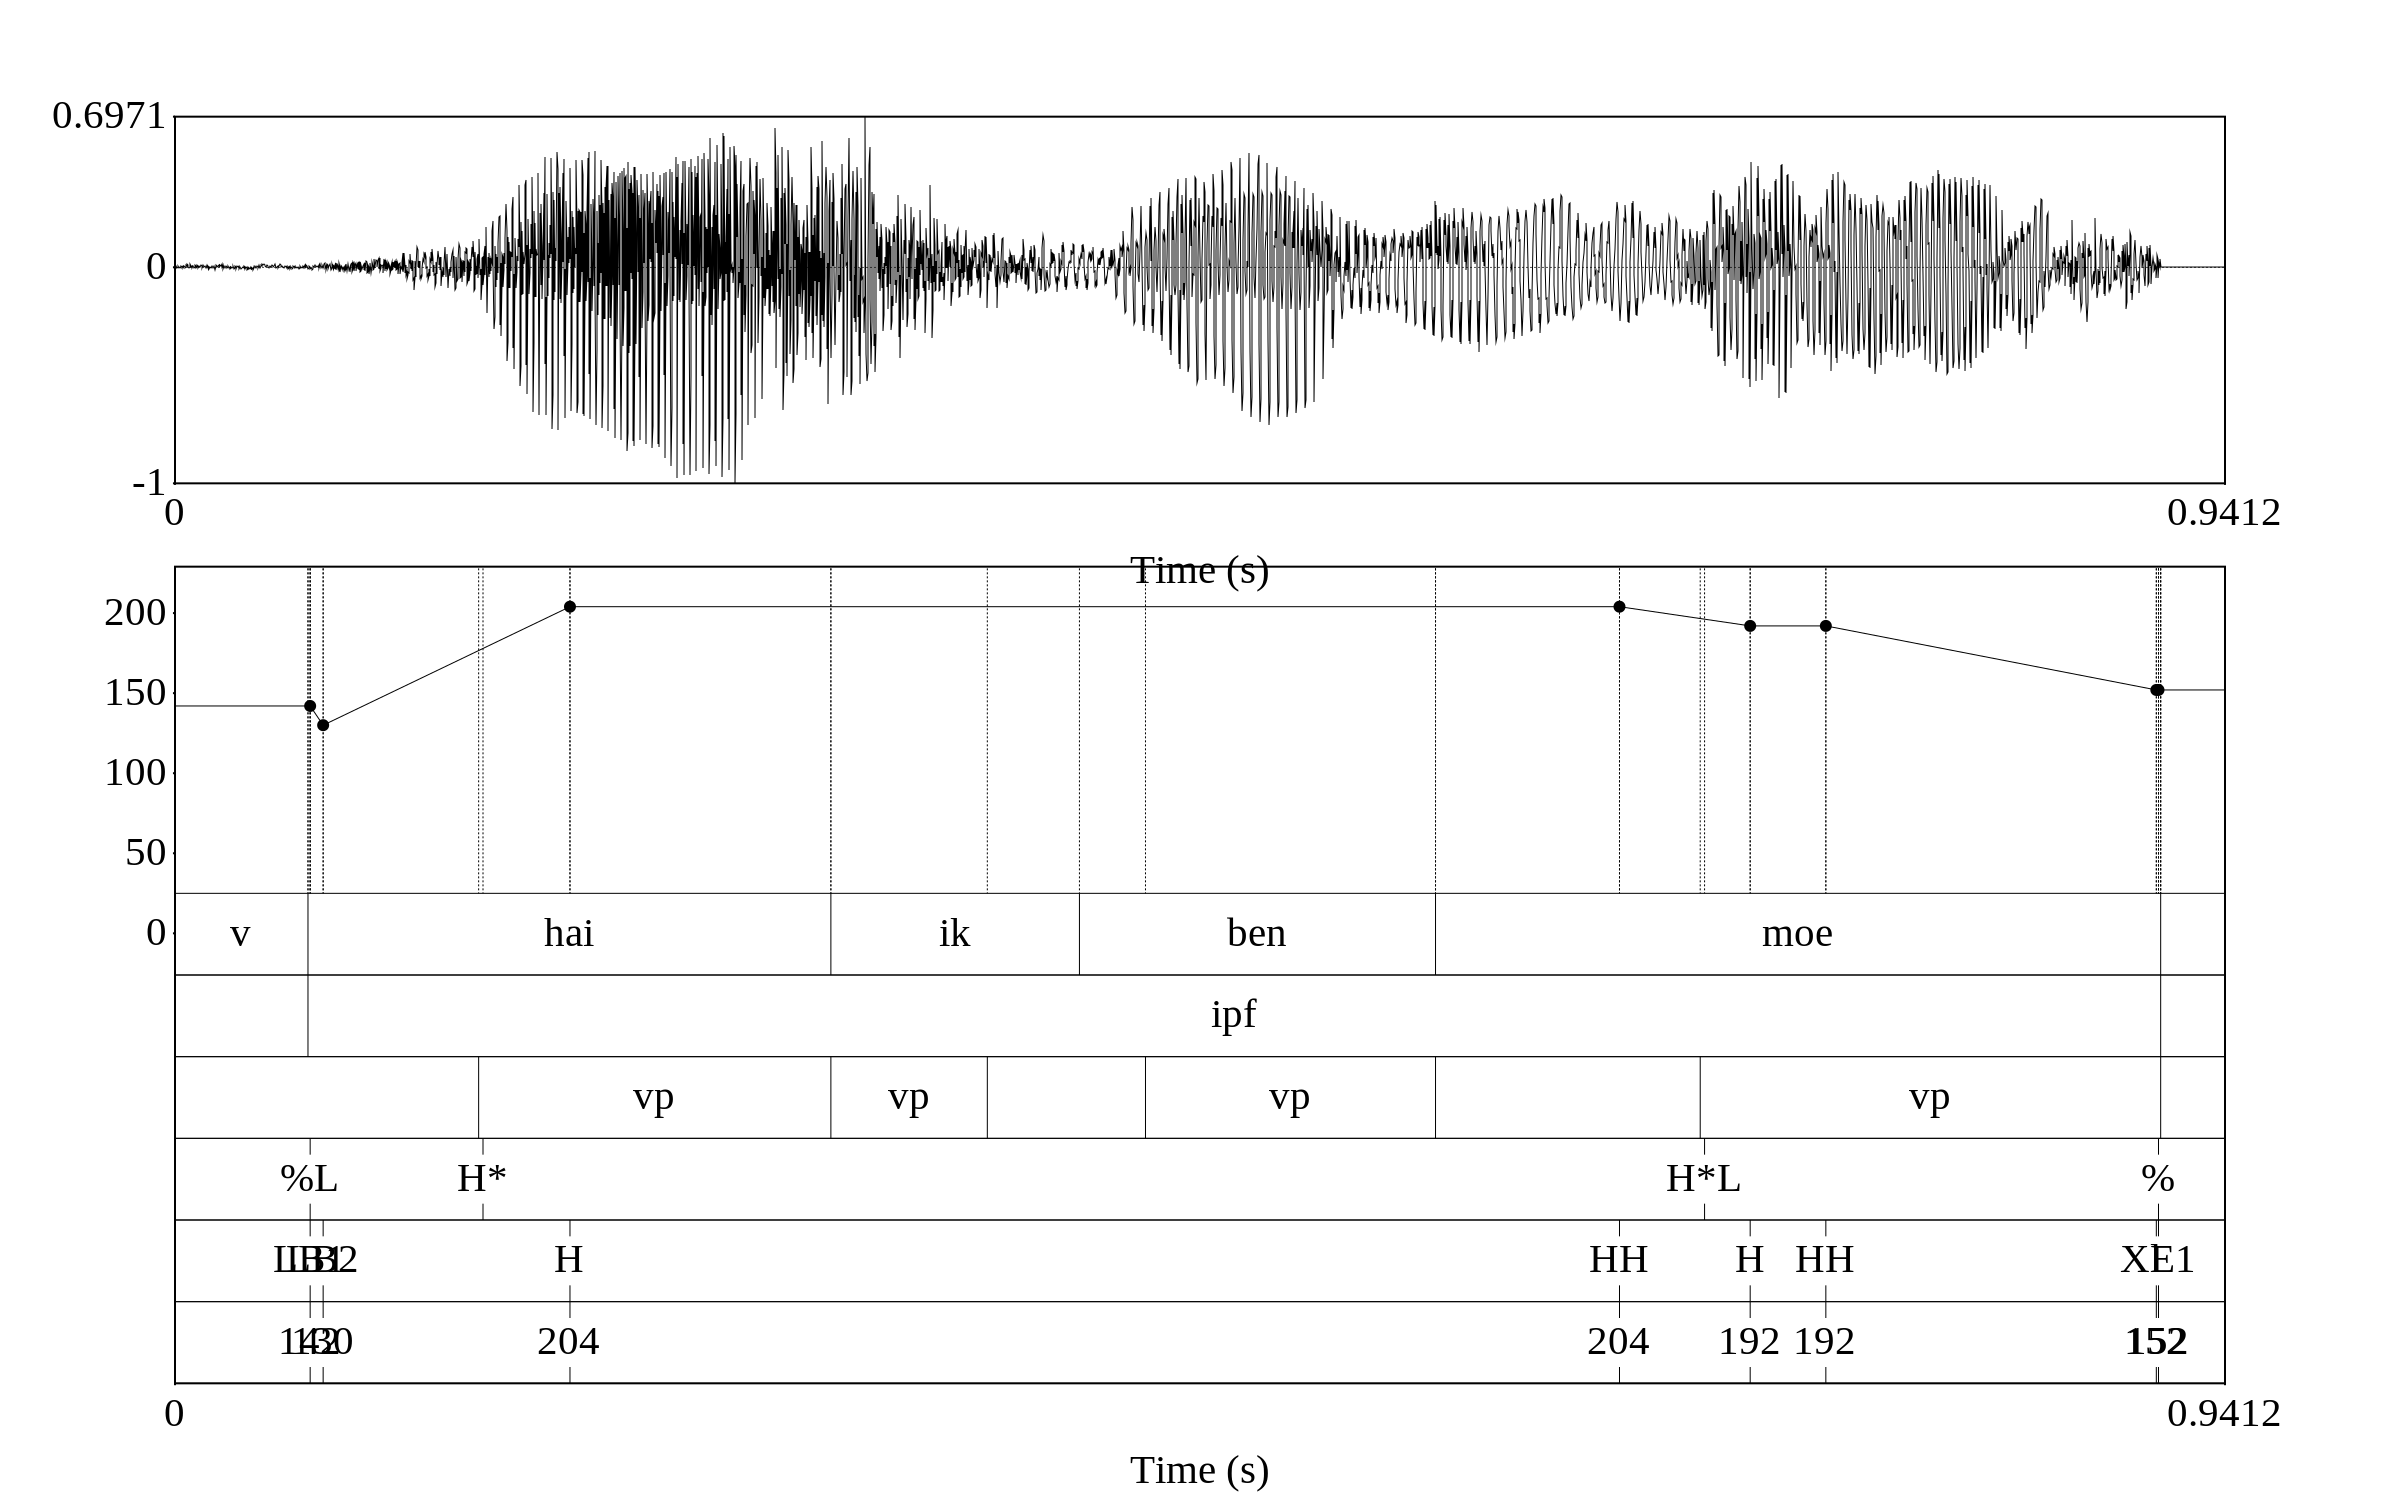 0.6971
0
-1
0 0.9412
Time (s)
200
150
100
50
0
v hai ik ben moe
ipf
vp vp vp vp
%L H* H*L %
H HH H HH
204 204 192 192 152
0 0.9412
Time (s)